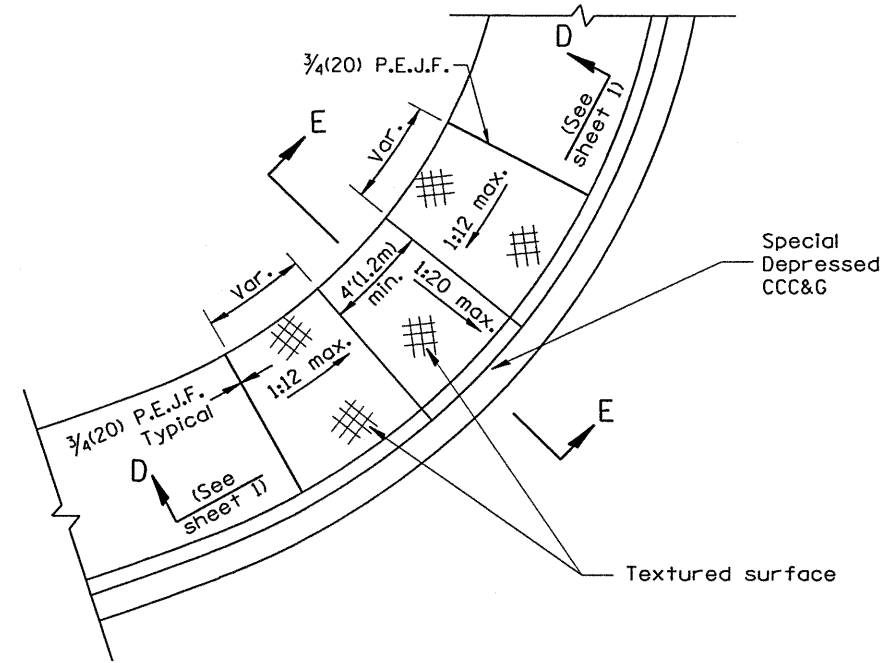 D
¾(20) P.E.J.F.
(See
sheet 1)
E
Var.
1:12 max.
Special
Depressed
CCC&G
4'(1.2m)
min.
1:20 max.
Var.
1:12 max.
¾(20) P.E.J.F.
Typical
E
D
(See
sheet 1)
Textured surface